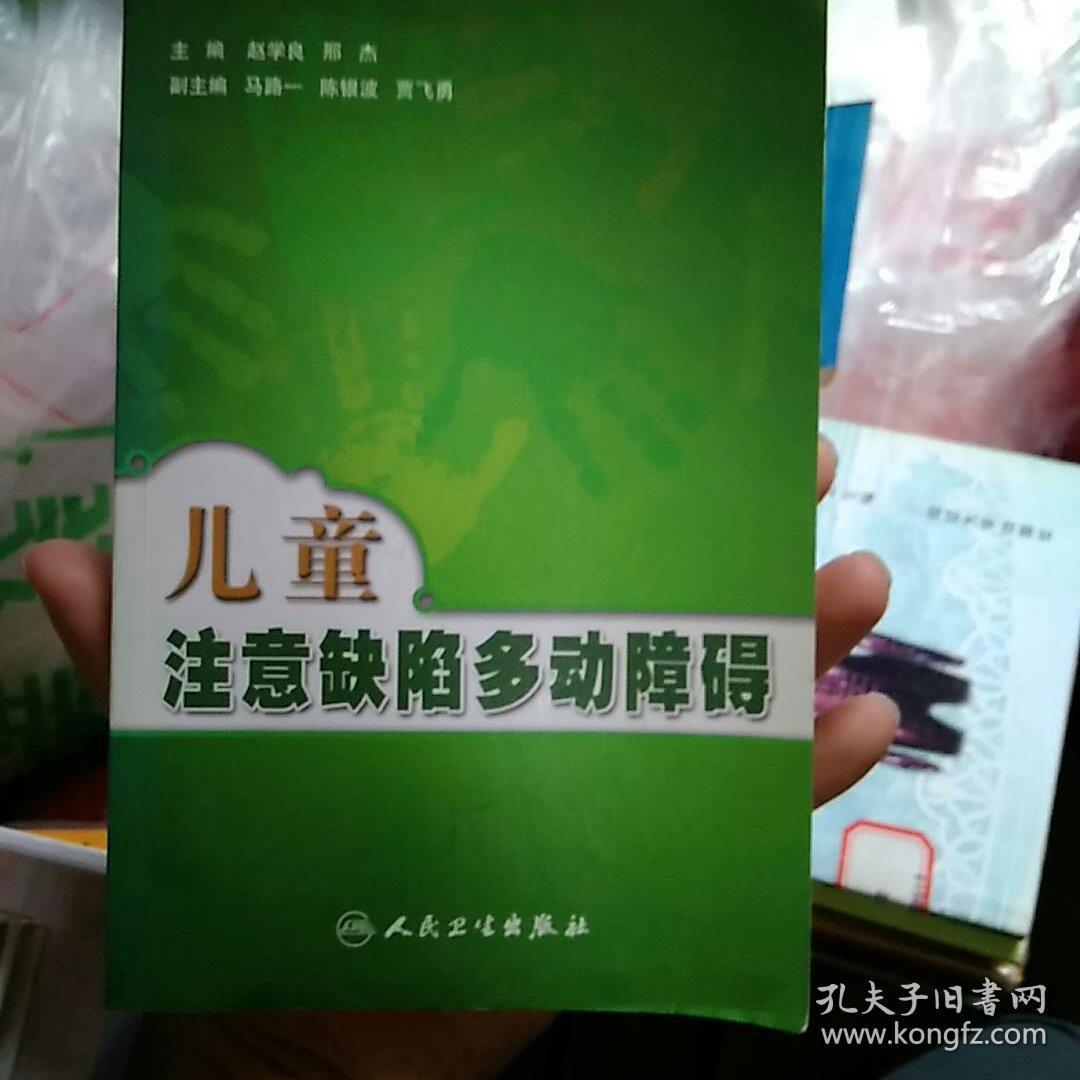 主 编 赵学良 邢 杰
副主编 马路一 陈银波 贾飞勇
儿童
注意缺陷多动障碍
人民卫生出版社
孔夫子旧書网
www.kongfz.com